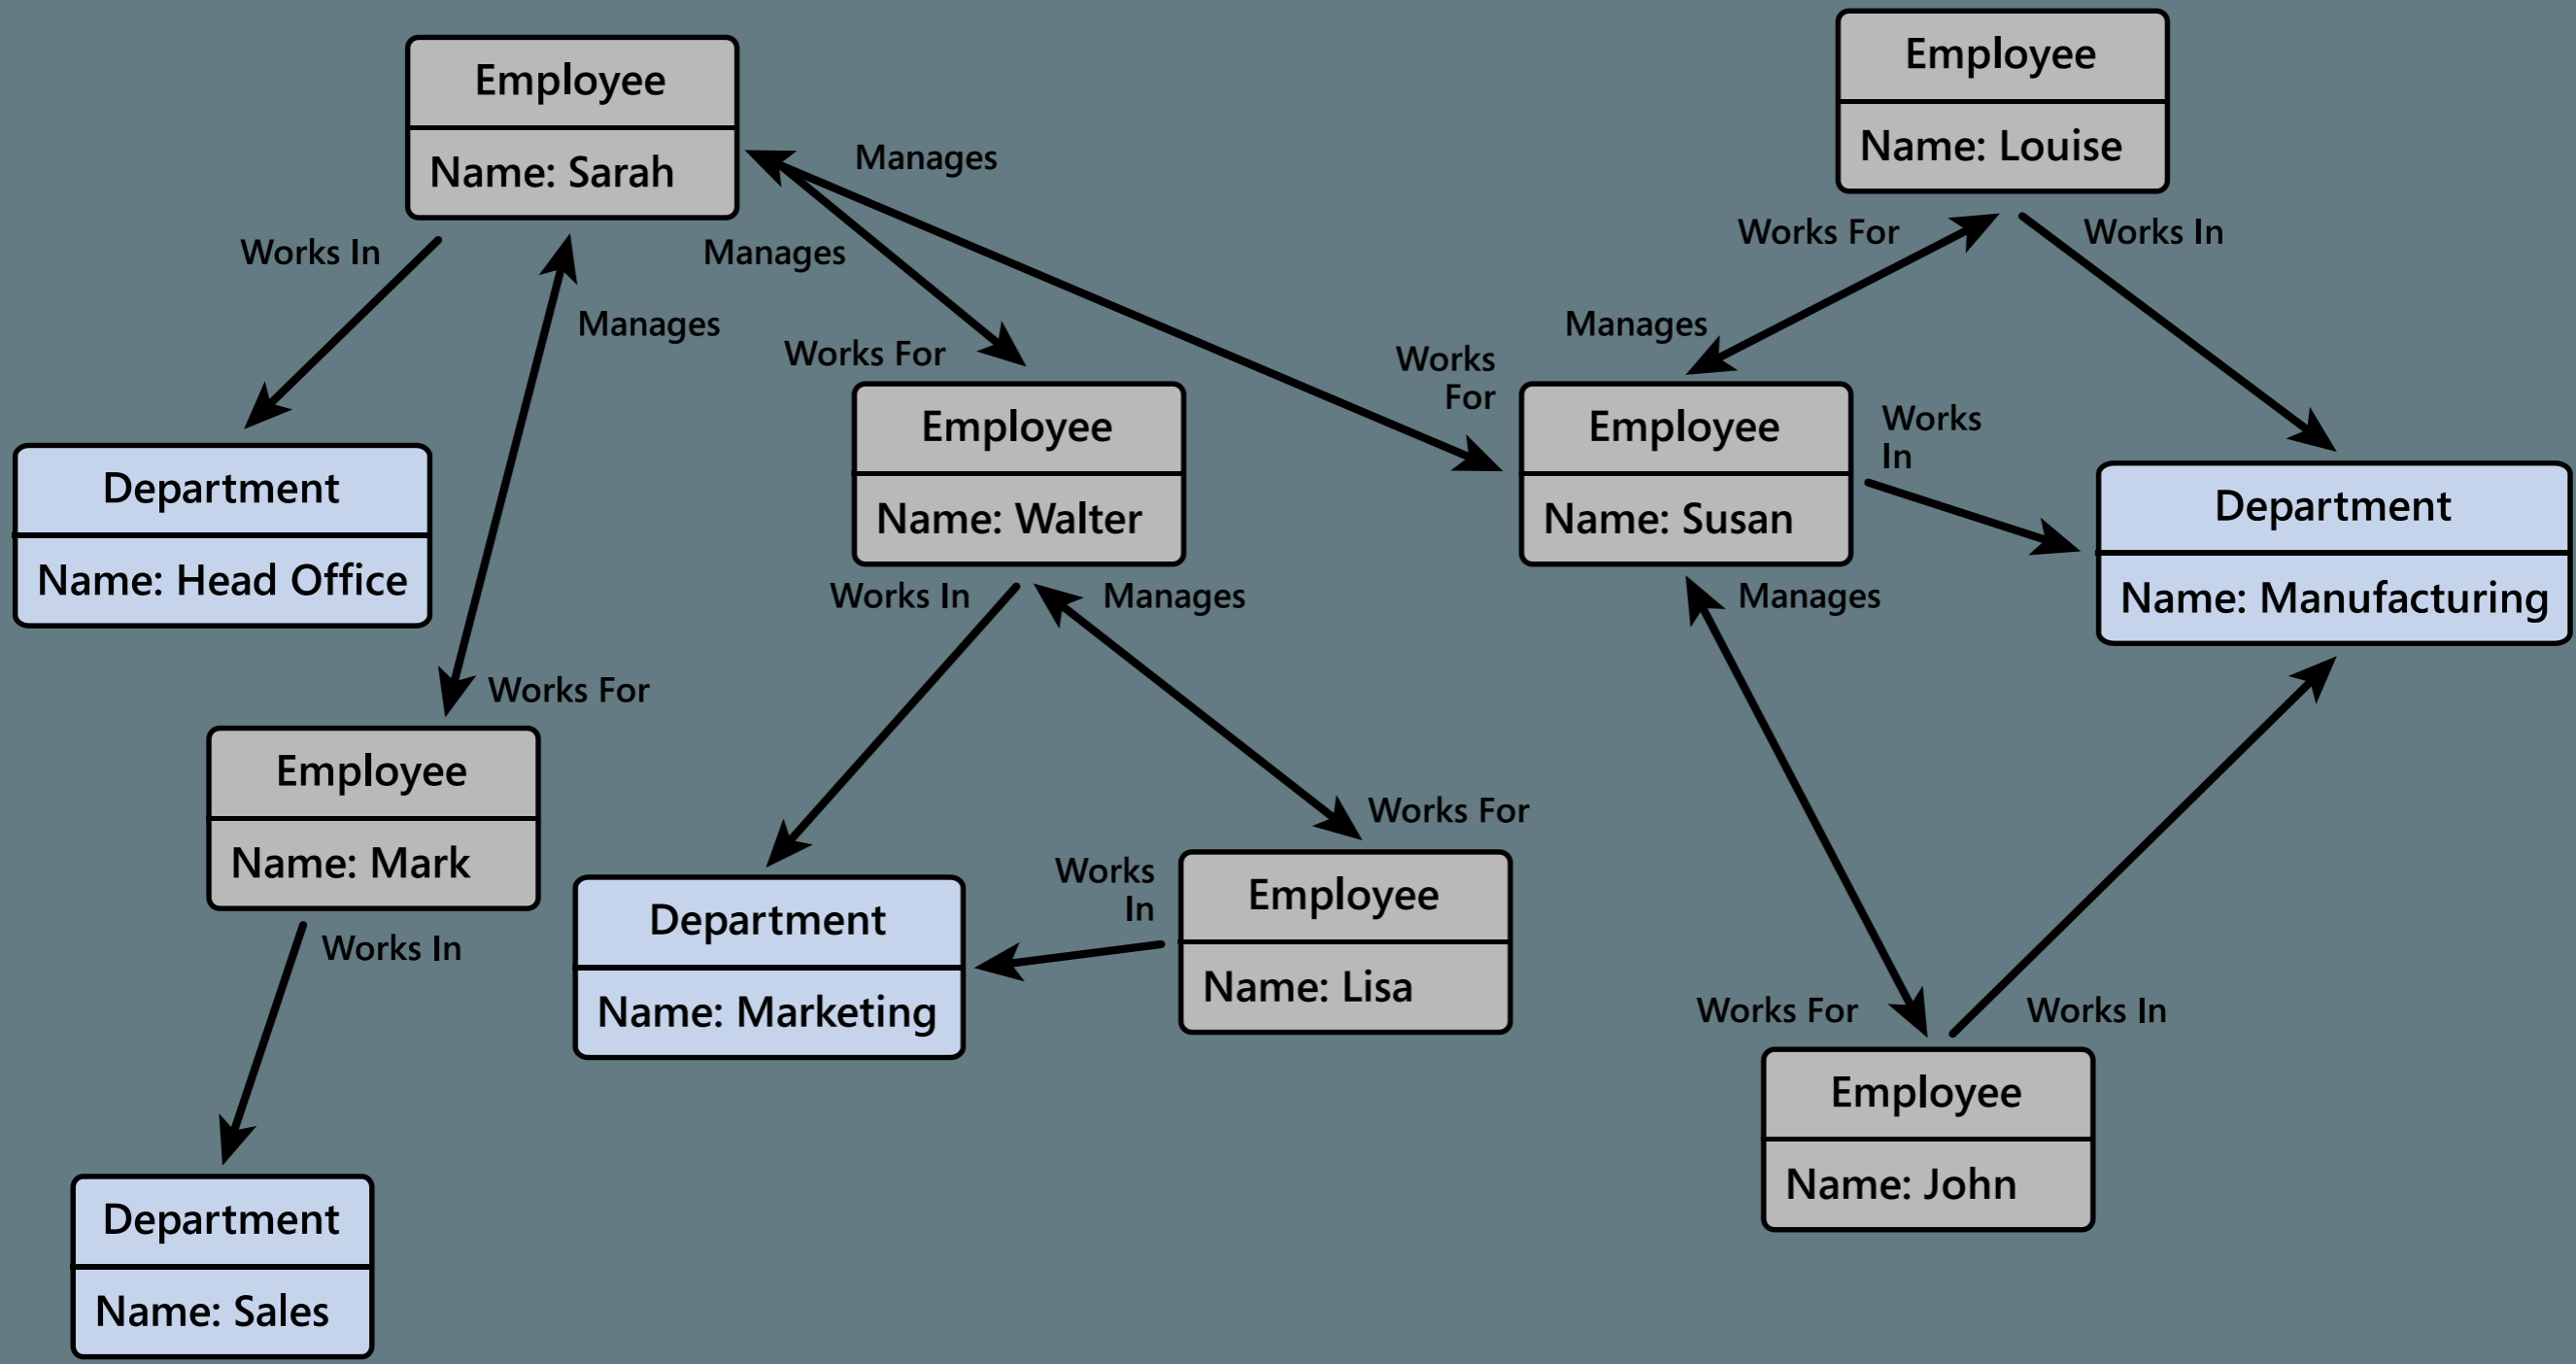 Employee
Name: Sarah
Employee
Name: Louise
Manages
Works In
Manages
Manages
Works For
Works
For
Works For
Works In
Manages
Department
Name: Head Office
Employee
Name: Walter
Employee
Name: Susan
Works
In
Department
Name: Manufacturing
Works In
Manages
Manages
Works For
Employee
Name: Mark
Works In
Works For
Works
In
Department
Name: Marketing
Employee
Name: Lisa
Works For
Works In
Employee
Name: John
Department
Name: Sales